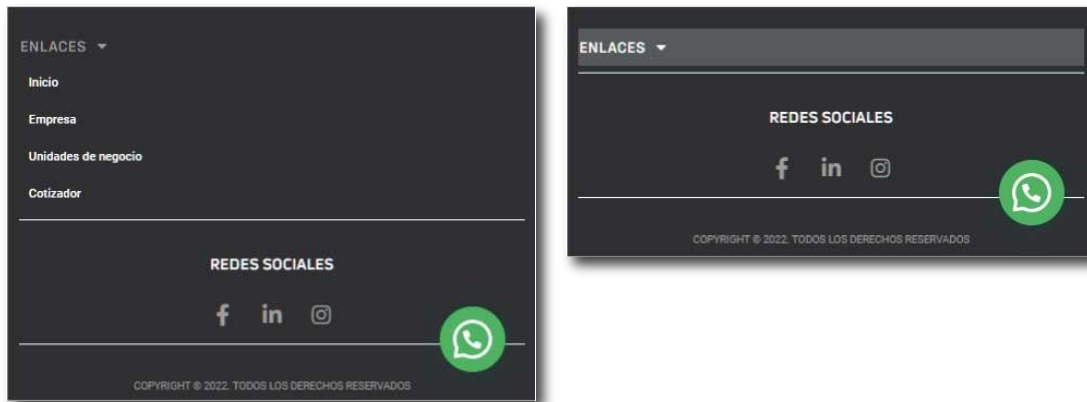 ENLACES
Inicio
Empresa
Unidades de negocio
Cotizador
REDES SOCIALES
f in
COPYRIGHT © 2022. TODOS LOS DERECHOS RESERVADOS
ENLACES
REDES SOCIALES
f in
COPYRIGHT © 2022. TODOS LOS DERECHOS RESERVADOS